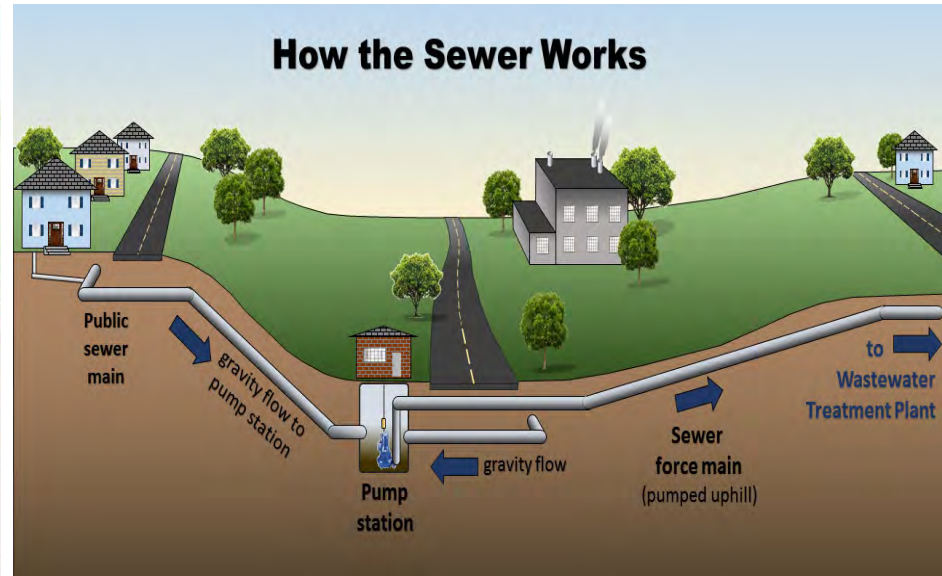 How the Sewer Works
Public
sewer
main
gravity flow to
pump station
Pump
station
gravity flow
Sewer
force main
(pumped uphill)
to
Wastewater
Treatment Plant